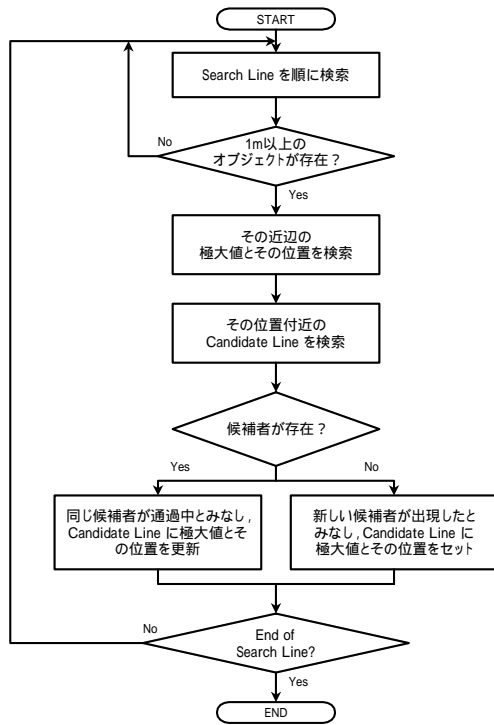 START
Search Line を順に検索
No
1m以上の
オブジェクトが存在？
Yes
その近辺の
極大値とその位置を検索
その位置付近の
Candidate Line を検索
候補者が存在？
Yes
No
同じ候補者が通過中とみなし,
Candidate Line に極大値とそ
の位置を更新
新しい候補者が出現したと
みなし, Candidate Line に
極大値とその位置をセット
No
End of
Search Line?
Yes
END